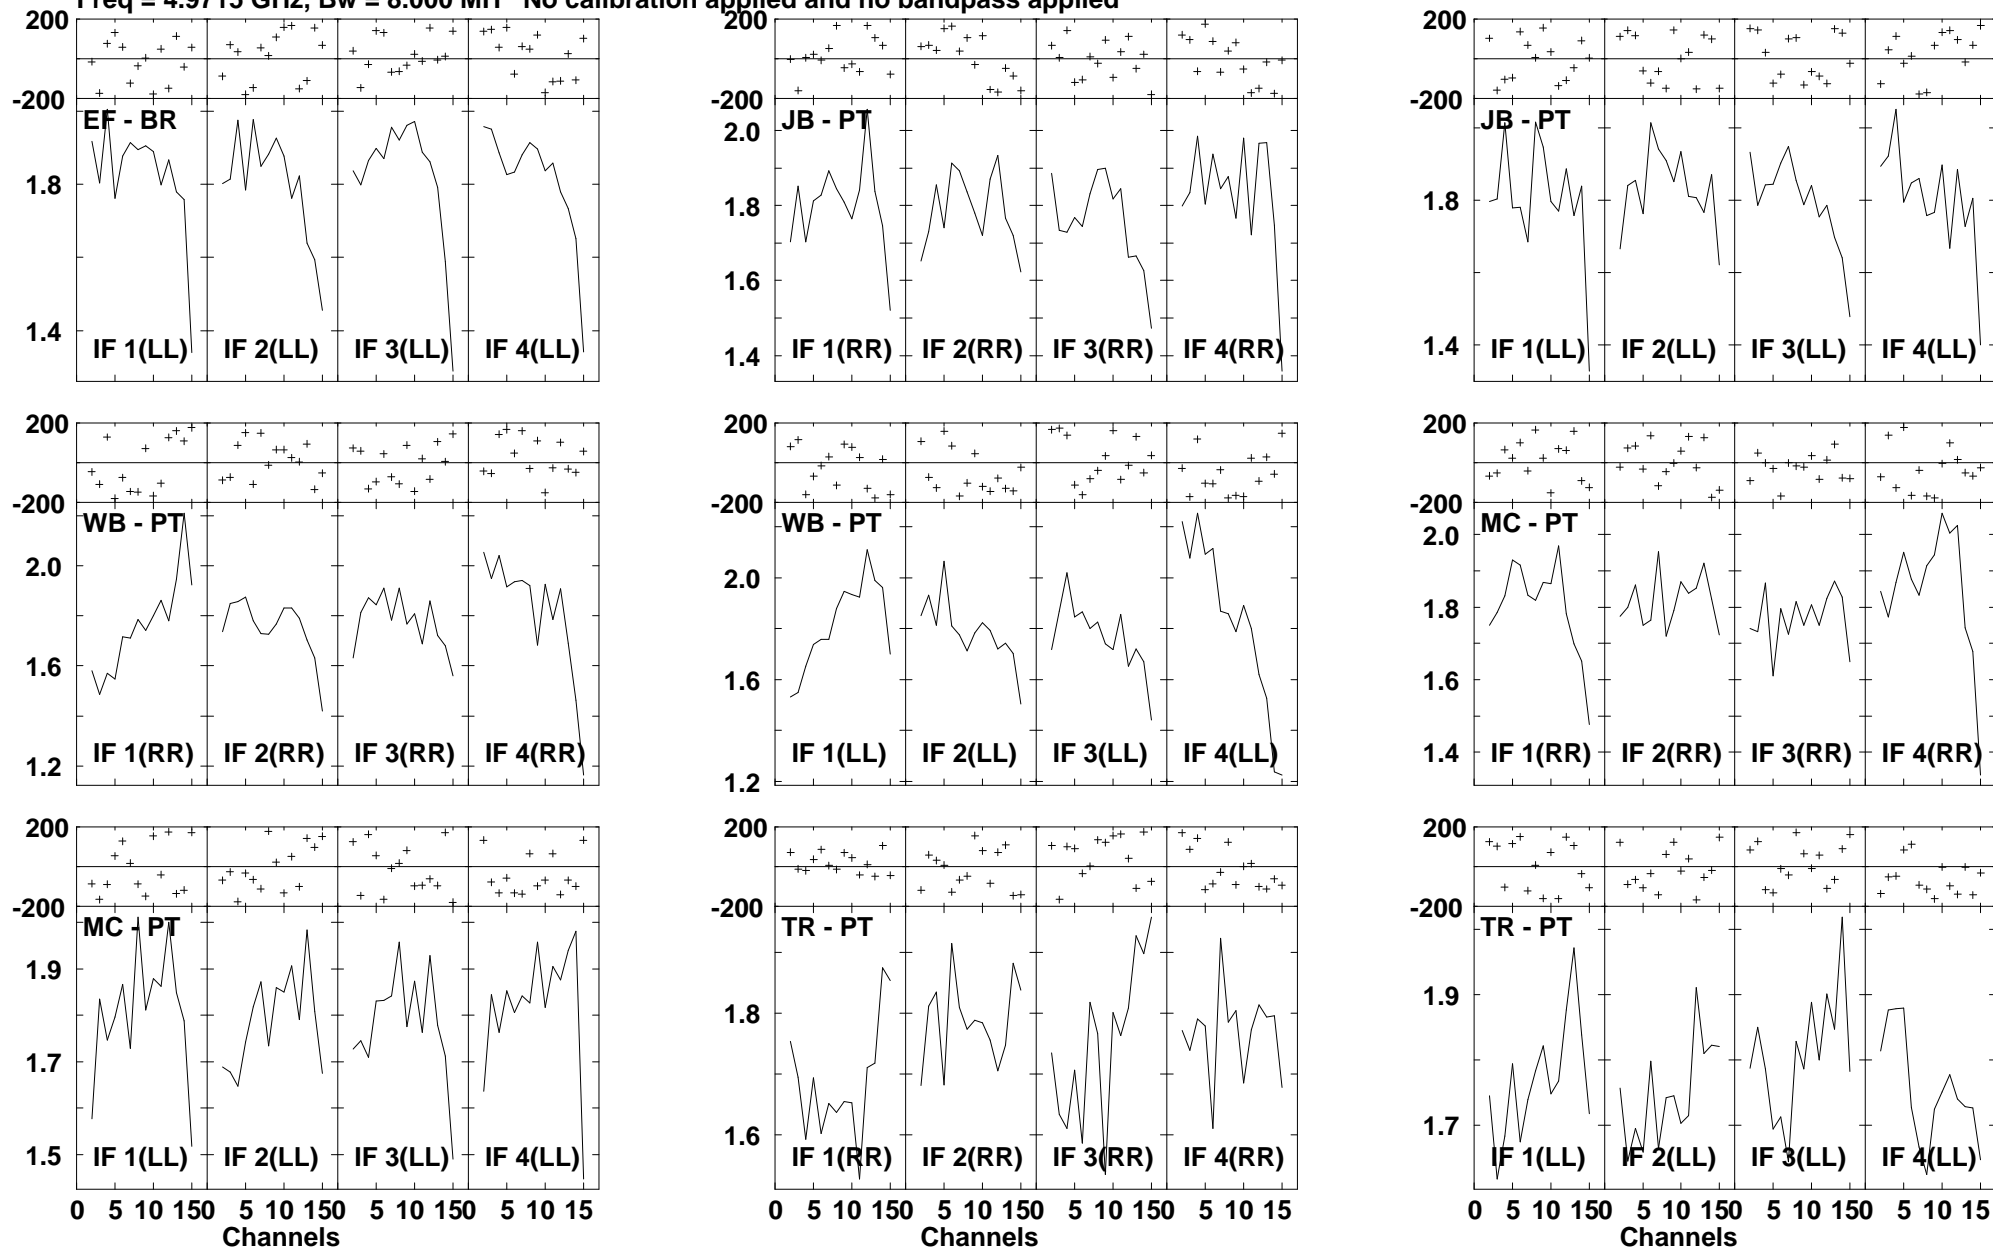 Freq = 4.9715 GHz, Bw = 8.000 MH No calibration applied and no bandpass applied
200 200 200
-200 -200 -200
EF - BR JB - PT JB - PT
2.0
1.8 1.8 1.8
1.6
1.4 1.4 1.4
IF 1(LL) IF 2(LL) IF 3(LL) IF 4(LL) IF 1(RR) IF 2(RR) IF 3(RR) IF 4(RR) IF 1(LL) IF 2(LL) IF 3(LL) IF 4(LL)
200 200 200
-200 -200 -200
WB - PT WB - PT MC - PT
2.0 2.0 2.0
1.8
1.6 1.6 1.6
IF 1(RR) IF 2(RR) IF 3(RR) IF 4(RR) IF 1(LL) IF 2(LL) IF 3(LL) IF 4(LL) IF 1(RR) IF 2(RR) IF 3(RR) IF 4(RR)
1.2 1.2 1.4
200 200 200
-200 -200 -200
MC - PT TR - PT TR - PT
1.9 1.8 1.9
1.7 1.6 1.7
1.5
IF 1(LL) IF 2(LL) IF 3(LL) IF 4(LL) IF 1(RR) IF 2(RR) IF 3(RR) IF 4(RR) IF 1(LL) IF 2(LL) IF 3(LL) IF 4(LL)
0 5 10 150 5 10 150 5 10 150 5 10 15 0 5 10 150 5 10 150 5 10 150 5 10 15 0 5 10 150 5 10 150 5 10 150 5 10 15
Channels Channels Channels